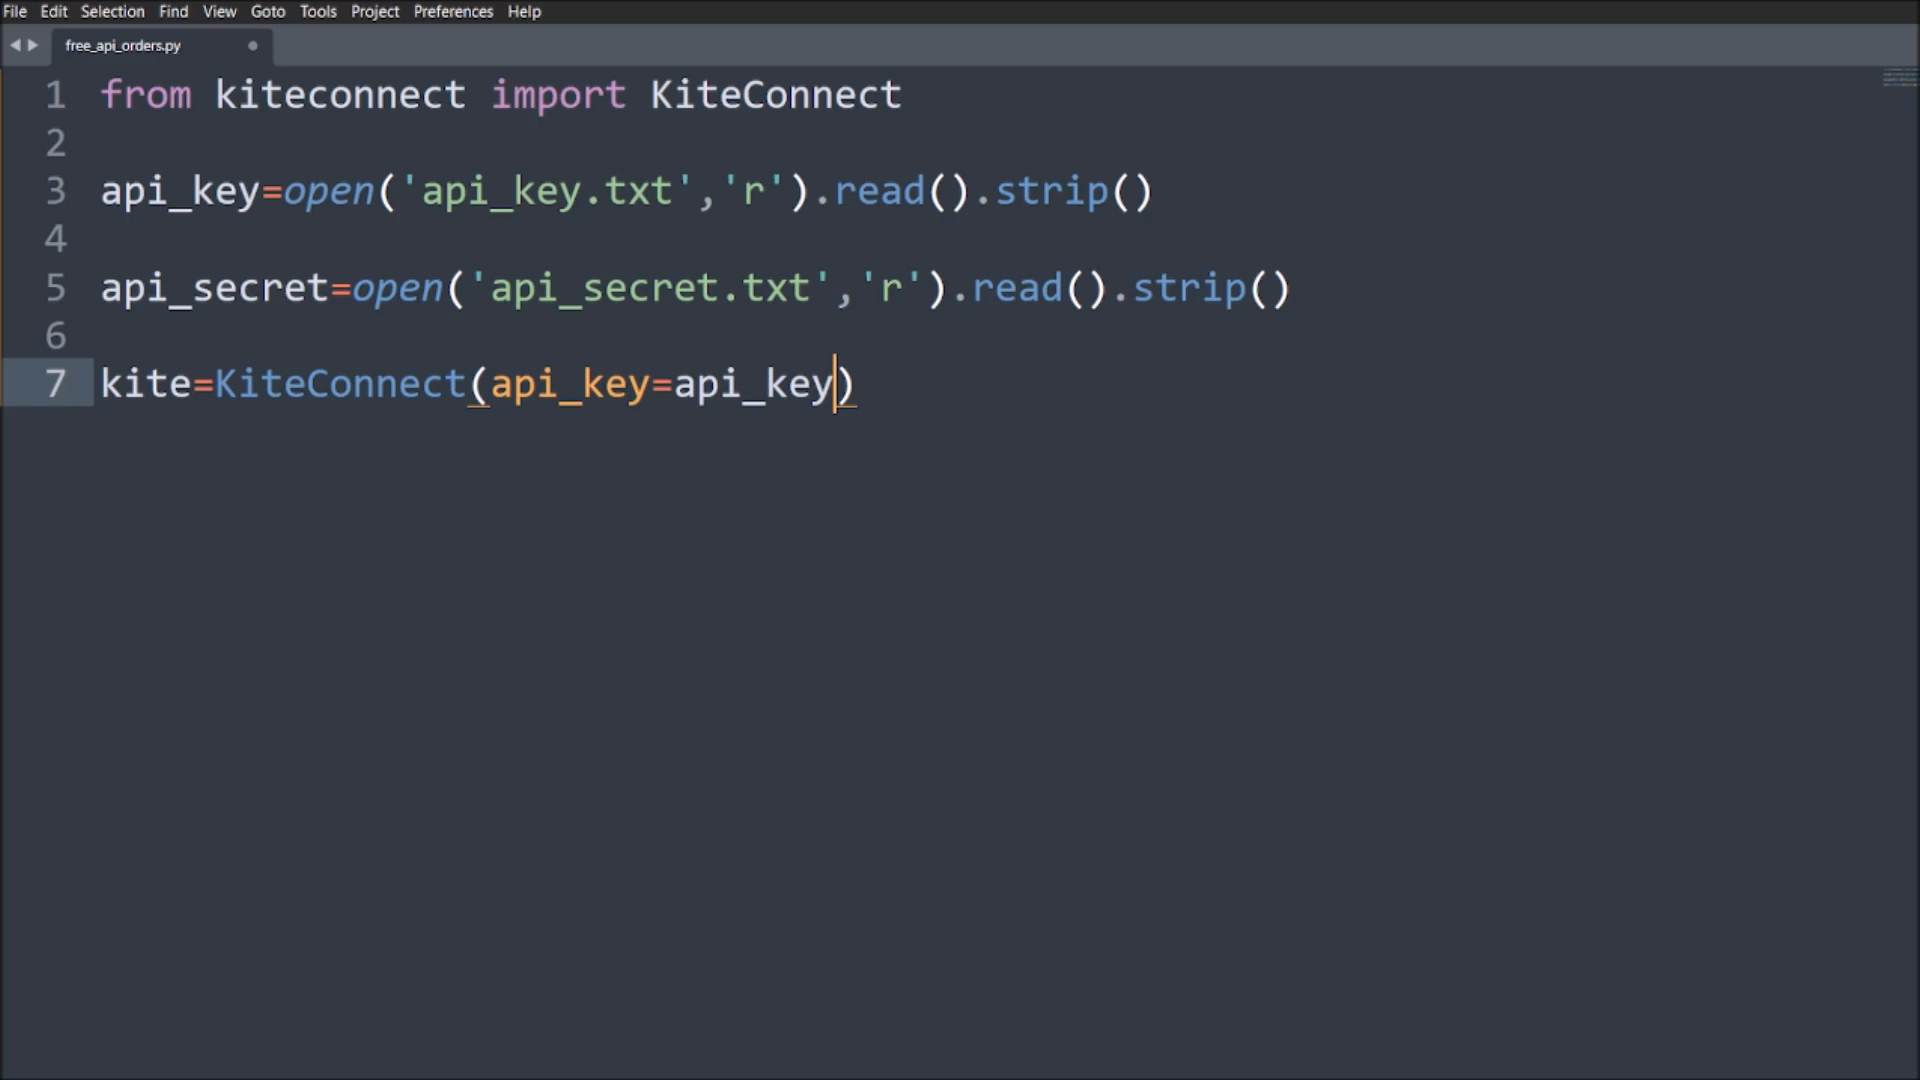 File Edit Selection Find View Goto Tools Project Preferences Help
free_api_orders.py
1 from kiteconnect import KiteConnect
2
3 api_key=open('api_key.txt','r').read().strip()
4
5 api_secret=open('api_secret.txt','r').read().strip()
6
7 kite=KiteConnect(api_key=api_key)